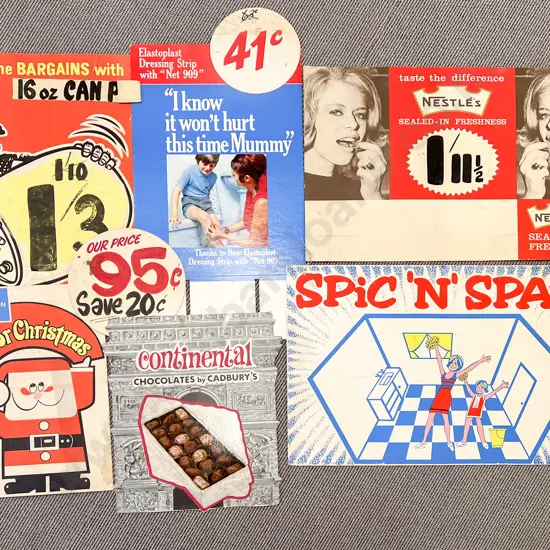 he BARGAINS with
16 oz CAN P
1/10
1/3
Elastoplast
Dressing Strip
with "Net 909"
41c
"I know
it won't hurt
this time Mummy"
Thanks to New Elastoplast
Dressing Strip with "Net 909"
taste the difference
NESTLÉ'S
SEALED-IN FRESHNESS
1/11½
NES
SEA
FRES
OUR PRICE
95c
Save 20c
or Christmas
Continental
CHOCOLATES by CADBURY'S
SPiC 'N' SPA